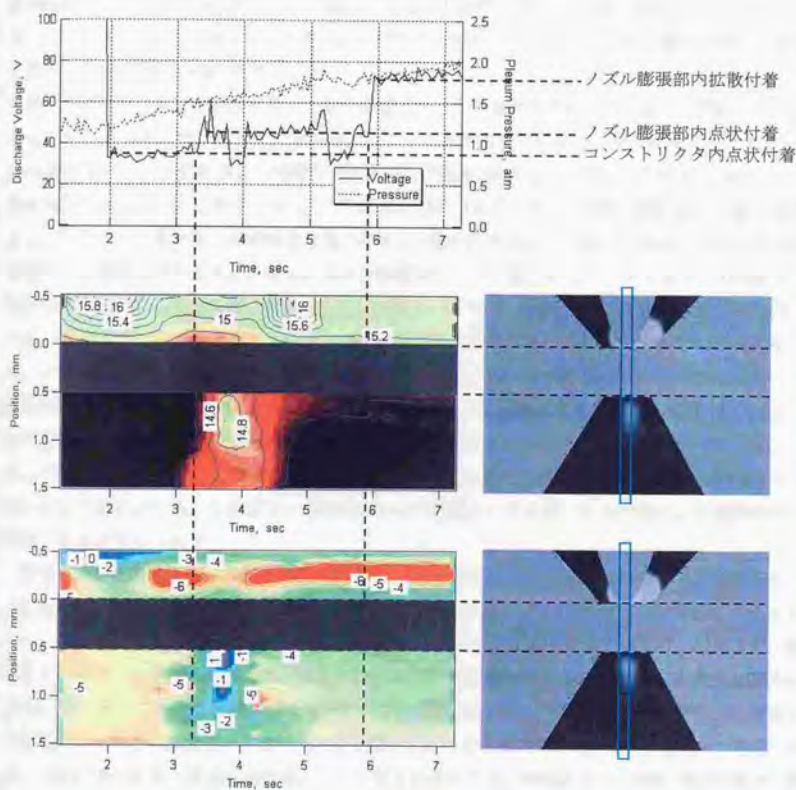 100
80
60
40
20
0
Discharge Voltage, V
2.5
2.0
1.5
1.0
0.5
0.0
Plenum Pressure, atm
Voltage
Pressure
2 3 4 5 6 7
Time, sec
ノズル膨張部内拡散付着
ノズル膨張部内点状付着
コンストリクタ内点状付着
-0.5
0.0
0.5
1.0
1.5
Position, mm
15.8 16
15.4
15
16
15.6
15.2
14.6
14.8
2 3 4 5 6 7
Time, sec
-0.5
0.0
0.5
1.0
1.5
Position, mm
-1 0
-2
-3
-4
-6
-6 -5 -4
-5
-5
-1
-1
-4
-1
-5
-3 -2
2 3 4 5 6 7
Time, sec